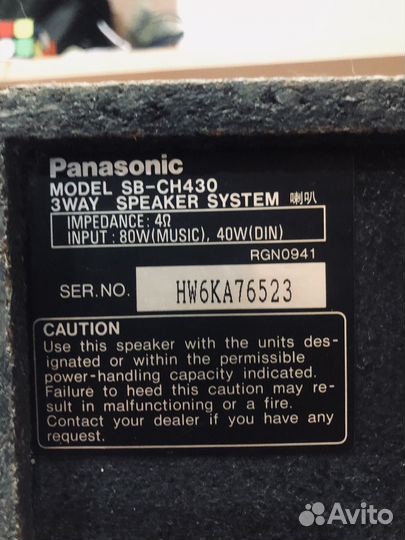 Panasonic
MODEL SB-CH430
3WAY SPEAKER SYSTEM 喇叭
IMPEDANCE: 4Ω
INPUT : 80W(MUSIC), 40W(DIN)
RGN0941
SER.NO. HW6KA76523
CAUTION
Use this speaker with the units des-
ignated or within the permissible
power-handling capacity indicated.
Failure to heed this caution may re-
sult in malfunctioning or a fire.
Contact your dealer if you have any
question.
Avito